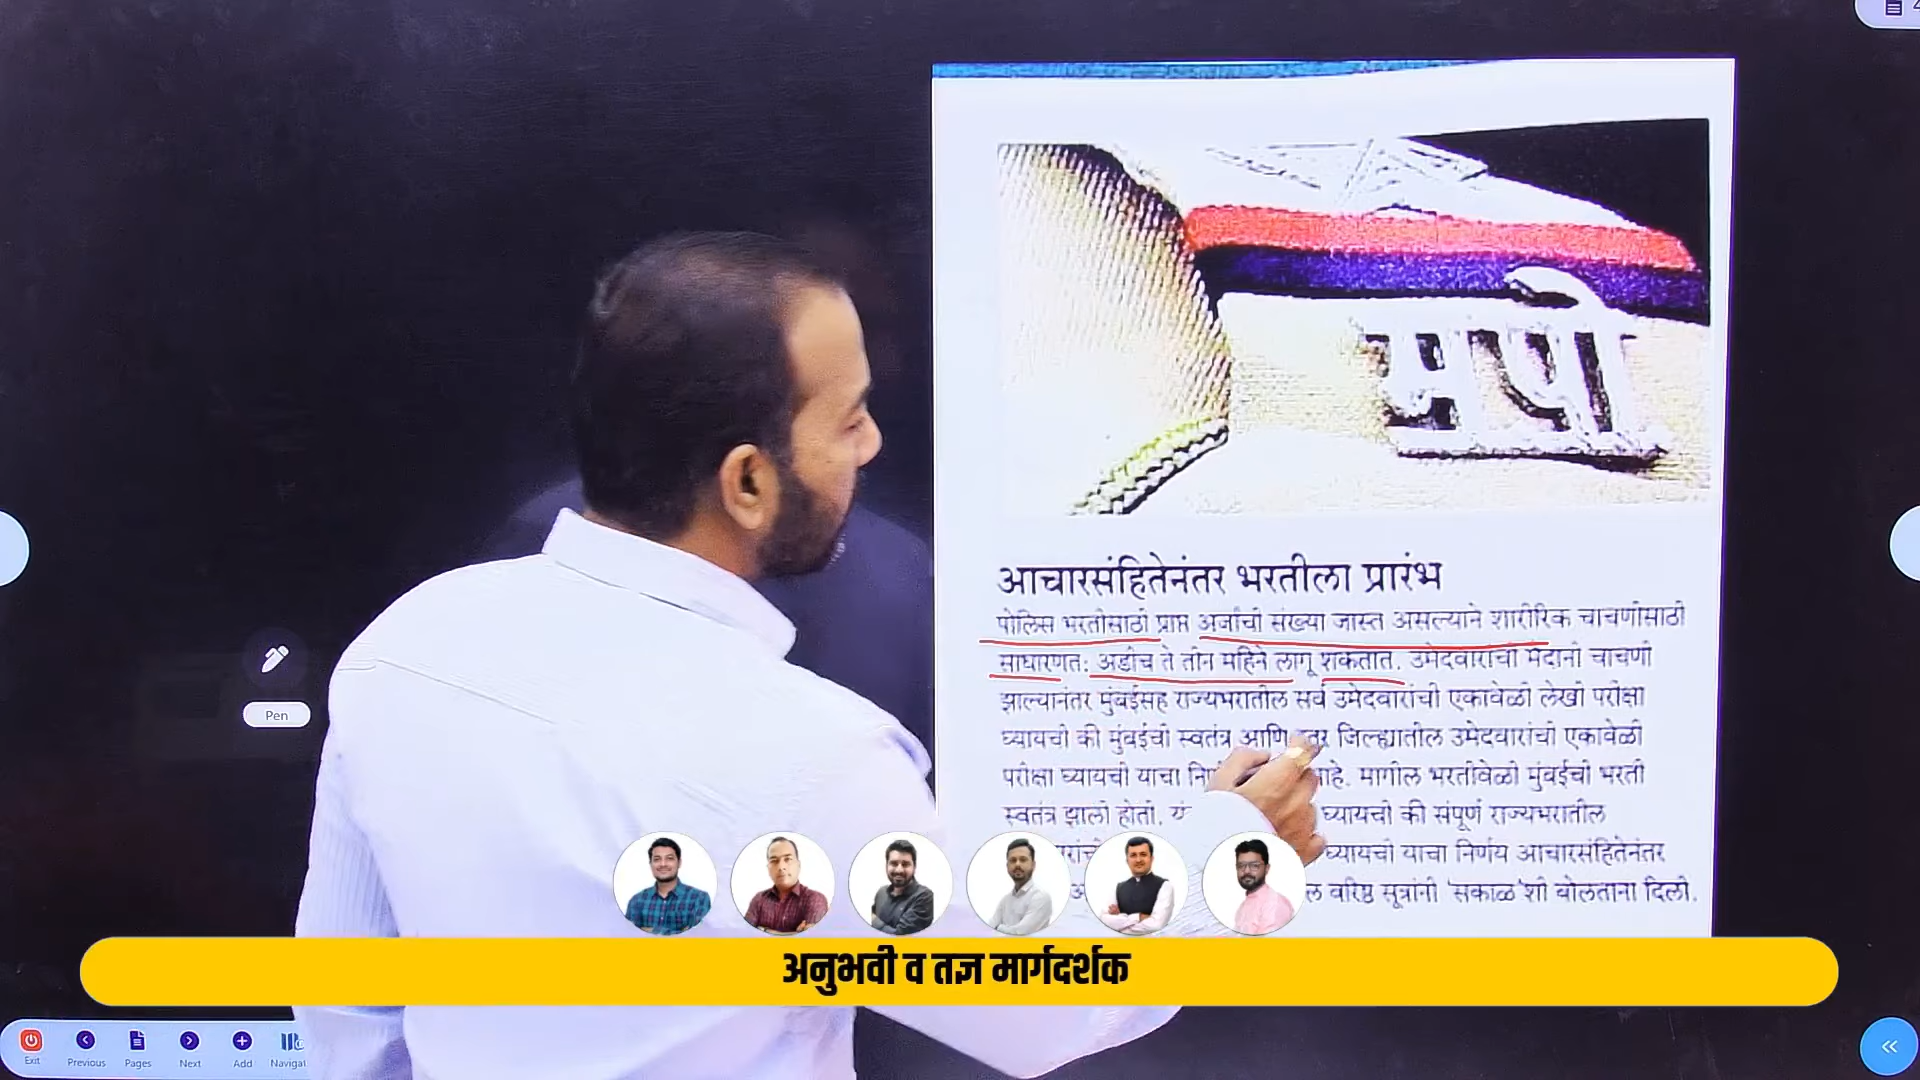 मपो
आचारसंहितेनंतर भरतीला प्रारंभ
पोलिस भरतीसाठी प्राप्त अर्जांची संख्या जास्त असल्याने शारीरिक चाचणीसाठी
साधारणत: अडीच ते तीन महिने लागू शकतात. उमेदवारांची मैदानी चाचणी
झाल्यानंतर मुंबईसह राज्यभरातील सर्व उमेदवारांची एकावेळी लेखी परीक्षा
घ्यायची की मुंबईची स्वतंत्र आणि जिल्ह्यातील उमेदवारांची एकावेळी
परीक्षा घ्यायची याचा मागील भरतीवेळी मुंबईची भरती
स्वतंत्र झाली होती. घ्यायची की संपूर्ण राज्यभरातील
घ्यायची याचा निर्णय आचारसंहितेनंतर
वरिष्ठ सूत्रांनी 'सकाळ'शी बोलताना दिली.
Pen
अनुभवी व तज्ञ मार्गदर्शक
Exit
Previous
Pages
Next
Add